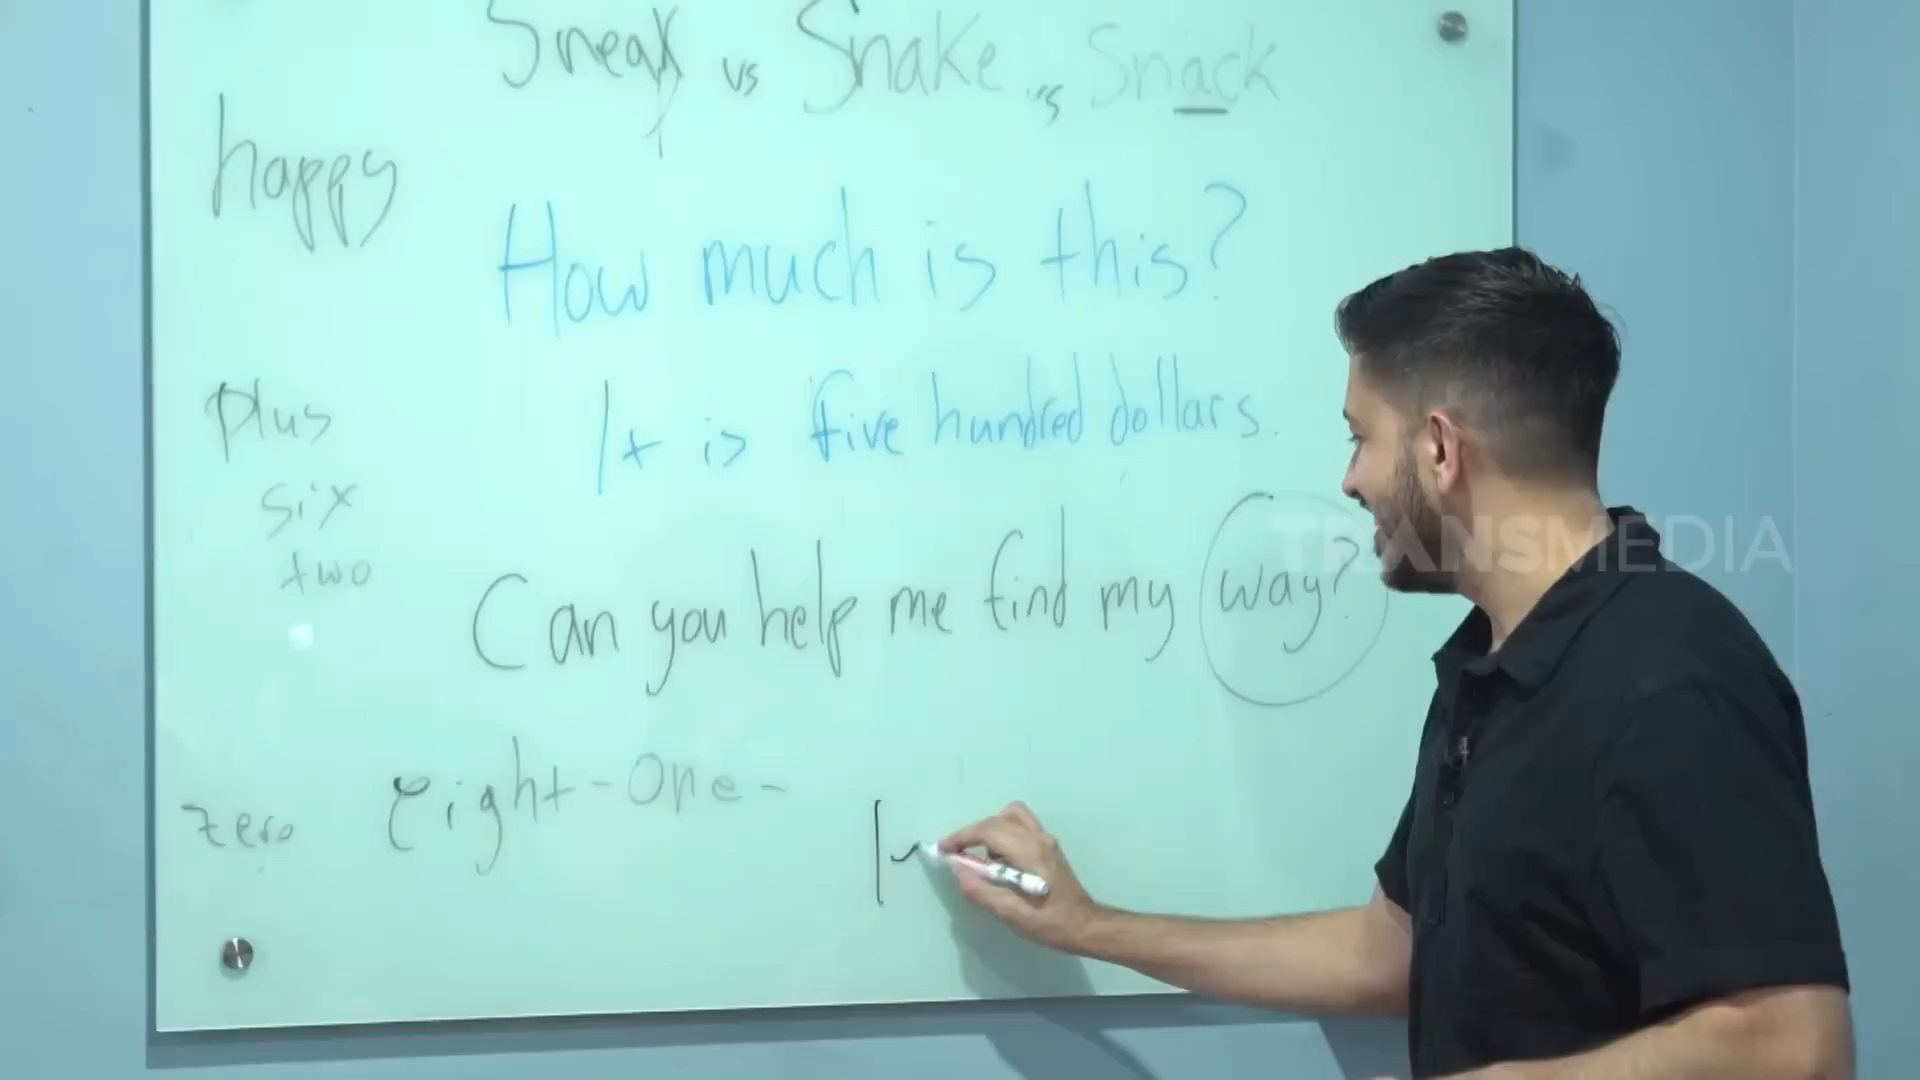 Sneak vs Snake vs Snack
happy
How much is this?
It is five hundred dollars.
plus
six
two
Can you help me find my way?
zero
eight-one-
TRANSMEDIA